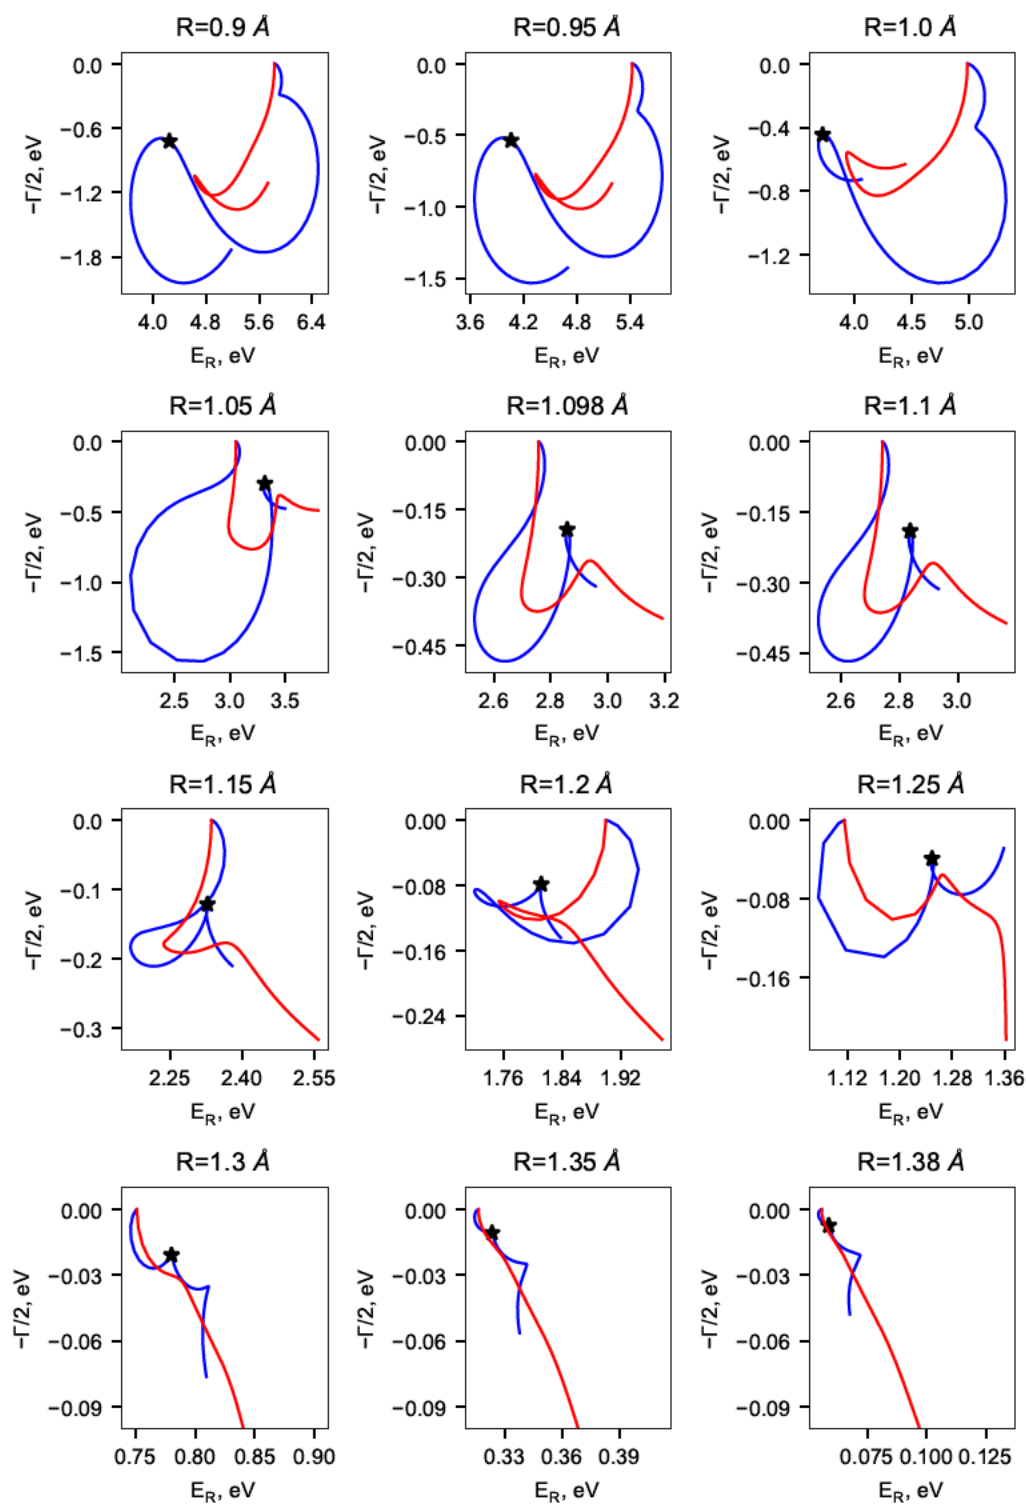 R=0.9 Å
R=0.95 Å
R=1.0 Å
0.0
−0.6
−1.2
−1.8
−Γ/2, eV
4.0 4.8 5.6 6.4
E_R, eV
0.0
−0.5
−1.0
−1.5
−Γ/2, eV
3.6 4.2 4.8 5.4
E_R, eV
0.0
−0.4
−0.8
−1.2
−Γ/2, eV
4.0 4.5 5.0
E_R, eV
R=1.05 Å
R=1.098 Å
R=1.1 Å
0.0
−0.5
−1.0
−1.5
−Γ/2, eV
2.5 3.0 3.5
E_R, eV
0.00
−0.15
−0.30
−0.45
−Γ/2, eV
2.6 2.8 3.0 3.2
E_R, eV
0.00
−0.15
−0.30
−0.45
−Γ/2, eV
2.6 2.8 3.0
E_R, eV
R=1.15 Å
R=1.2 Å
R=1.25 Å
0.0
−0.1
−0.2
−0.3
−Γ/2, eV
2.25 2.40 2.55
E_R, eV
0.00
−0.08
−0.16
−0.24
−Γ/2, eV
1.76 1.84 1.92
E_R, eV
0.00
−0.08
−0.16
−Γ/2, eV
1.12 1.20 1.28 1.36
E_R, eV
R=1.3 Å
R=1.35 Å
R=1.38 Å
0.00
−0.03
−0.06
−0.09
−Γ/2, eV
0.75 0.80 0.85 0.90
E_R, eV
0.00
−0.03
−0.06
−0.09
−Γ/2, eV
0.33 0.36 0.39
E_R, eV
0.00
−0.03
−0.06
−0.09
−Γ/2, eV
0.075 0.100 0.125
E_R, eV